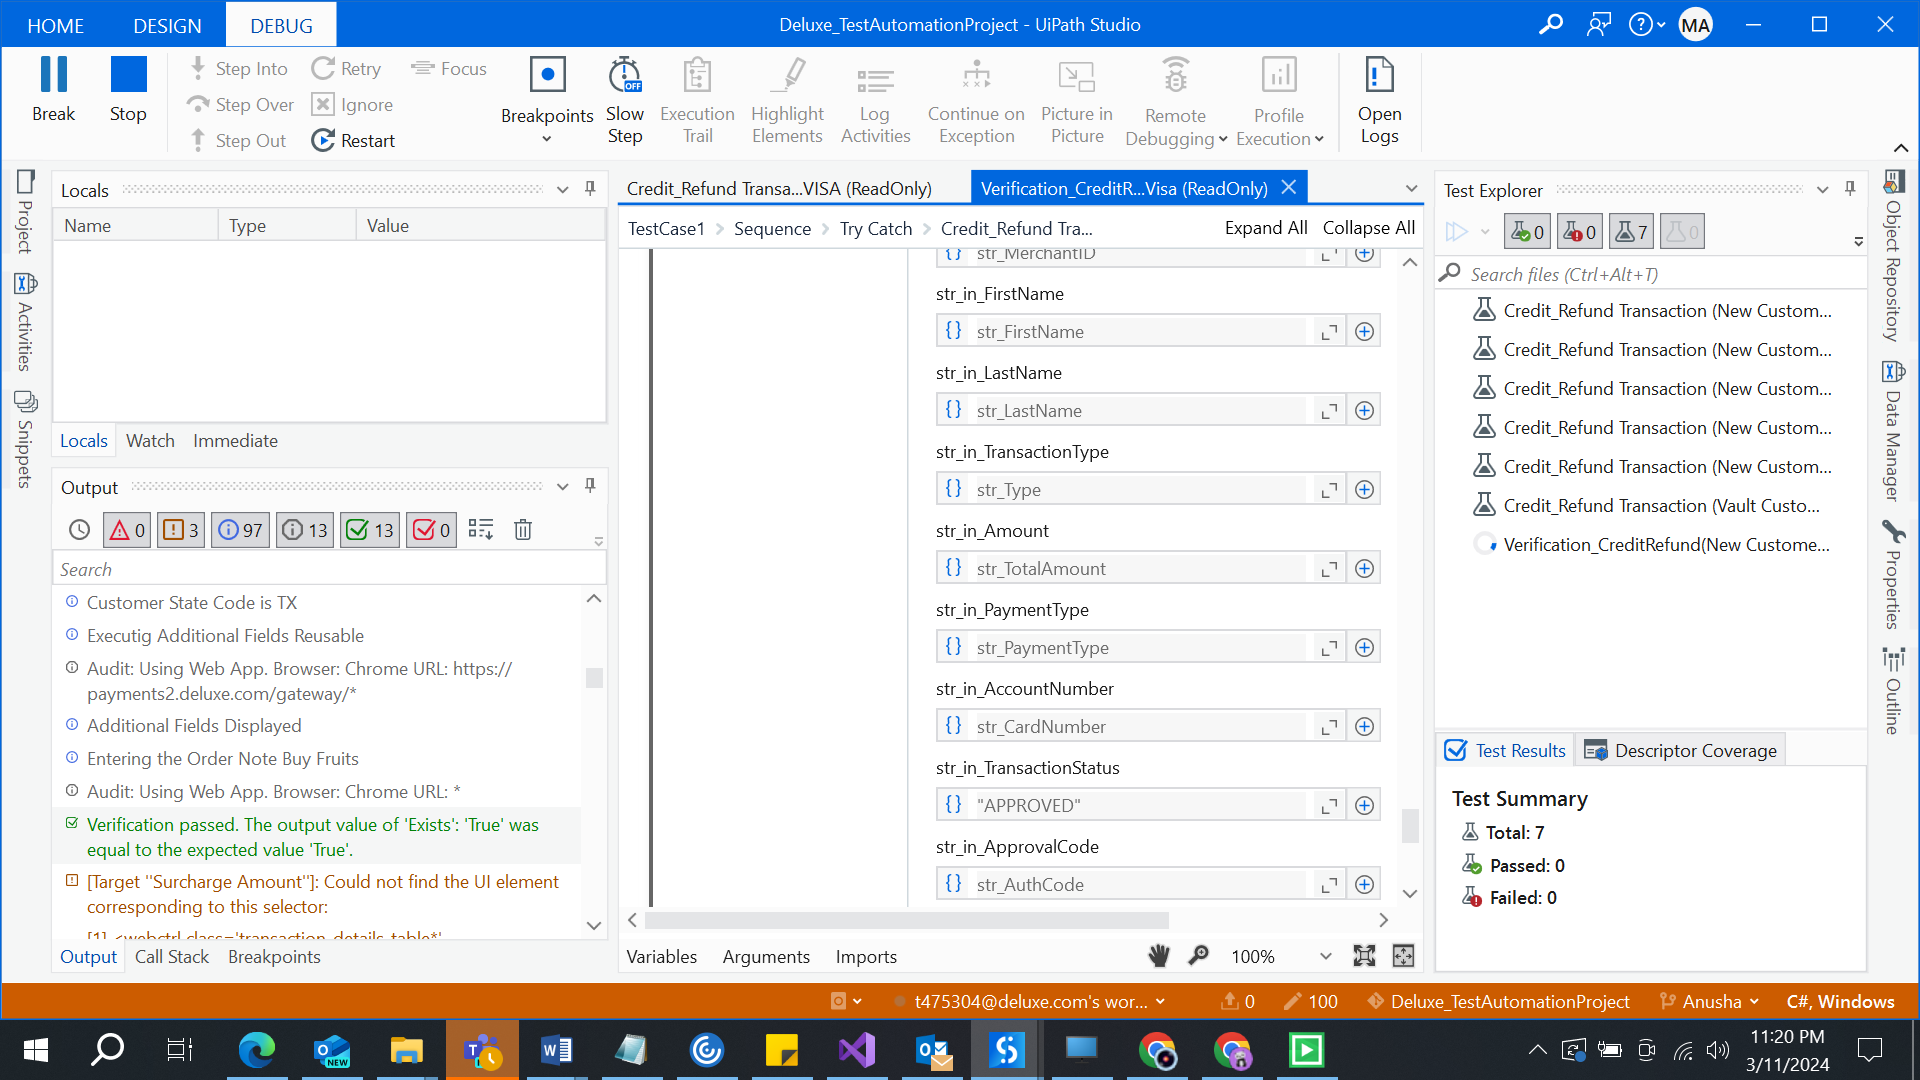 HOME DESIGN DEBUG
Deluxe_TestAutomationProject - UiPath Studio
MA
Break
Stop
Step Into
Step Over
Step Out
Retry
Ignore
Restart
Focus
Breakpoints
OFF
Slow
Step
Execution
Trail
Highlight
Elements
Log
Activities
Continue on
Exception
Picture in
Picture
Remote
Debugging
Profile
Execution
Open
Logs
Project
Activities
Snippets
Locals
Name Type Value
Locals Watch Immediate
Output
0 3 97 13 13 0
Search
Customer State Code is TX
Executig Additional Fields Reusable
Audit: Using Web App. Browser: Chrome URL: https://
payments2.deluxe.com/gateway/*
Additional Fields Displayed
Entering the Order Note Buy Fruits
Audit: Using Web App. Browser: Chrome URL: *
Verification passed. The output value of 'Exists': 'True' was
equal to the expected value 'True'.
[Target ''Surcharge Amount'']: Could not find the UI element
corresponding to this selector:
[1] <webctrl class='transaction-details-table*'
Output Call Stack Breakpoints
Credit_Refund Transa...VISA (ReadOnly)
Verification_CreditR...Visa (ReadOnly)
TestCase1 > Sequence > Try Catch > Credit_Refund Tra...
Expand All Collapse All
{} str_MerchantID
str_in_FirstName
{} str_FirstName
str_in_LastName
{} str_LastName
str_in_TransactionType
{} str_Type
str_in_Amount
{} str_TotalAmount
str_in_PaymentType
{} str_PaymentType
str_in_AccountNumber
{} str_CardNumber
str_in_TransactionStatus
{} "APPROVED"
str_in_ApprovalCode
{} str_AuthCode
Variables Arguments Imports
100%
Test Explorer
0 0 7 0
Search files (Ctrl+Alt+T)
Credit_Refund Transaction (New Custom...
Credit_Refund Transaction (New Custom...
Credit_Refund Transaction (New Custom...
Credit_Refund Transaction (New Custom...
Credit_Refund Transaction (New Custom...
Credit_Refund Transaction (Vault Custo...
Verification_CreditRefund(New Custome...
Test Results Descriptor Coverage
Test Summary
Total: 7
Passed: 0
Failed: 0
Object Repository
Data Manager
Properties
Outline
t475304@deluxe.com's wor...
0
100
Deluxe_TestAutomationProject
Anusha
C#, Windows
NEW
11:20 PM
3/11/2024